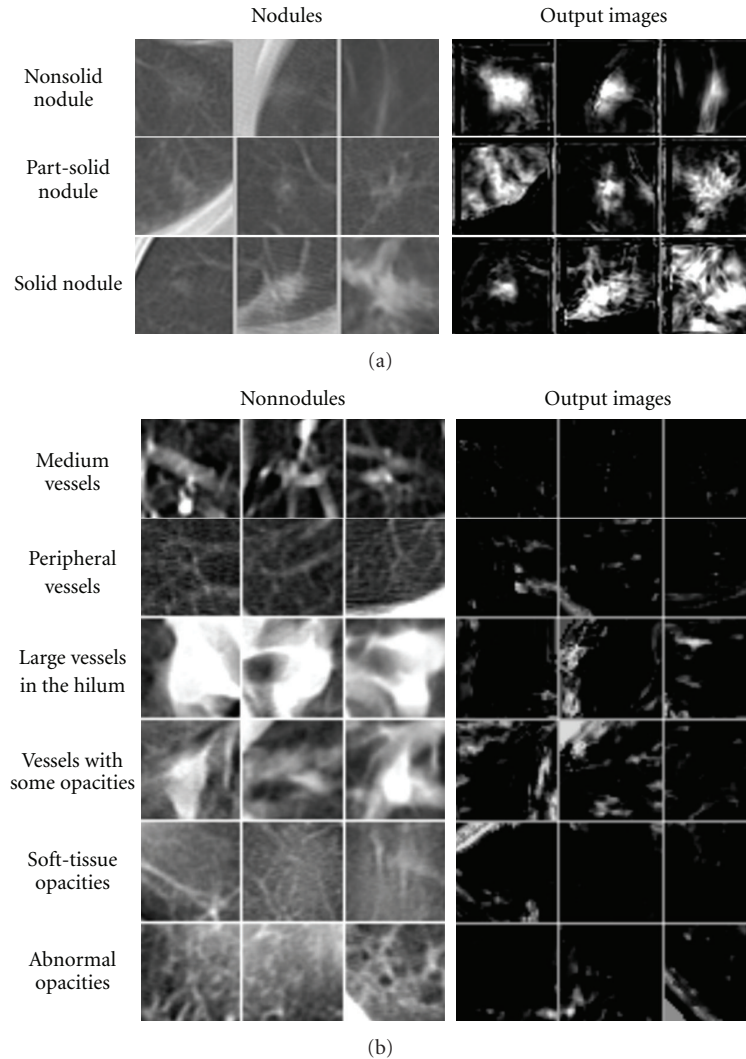 Nodules
Output images
Nonsolid
nodule
Part-solid
nodule
Solid nodule
(a)
Nonnodules
Output images
Medium
vessels
Peripheral
vessels
Large vessels
in the hilum
Vessels with
some opacities
Soft-tissue
opacities
Abnormal
opacities
(b)